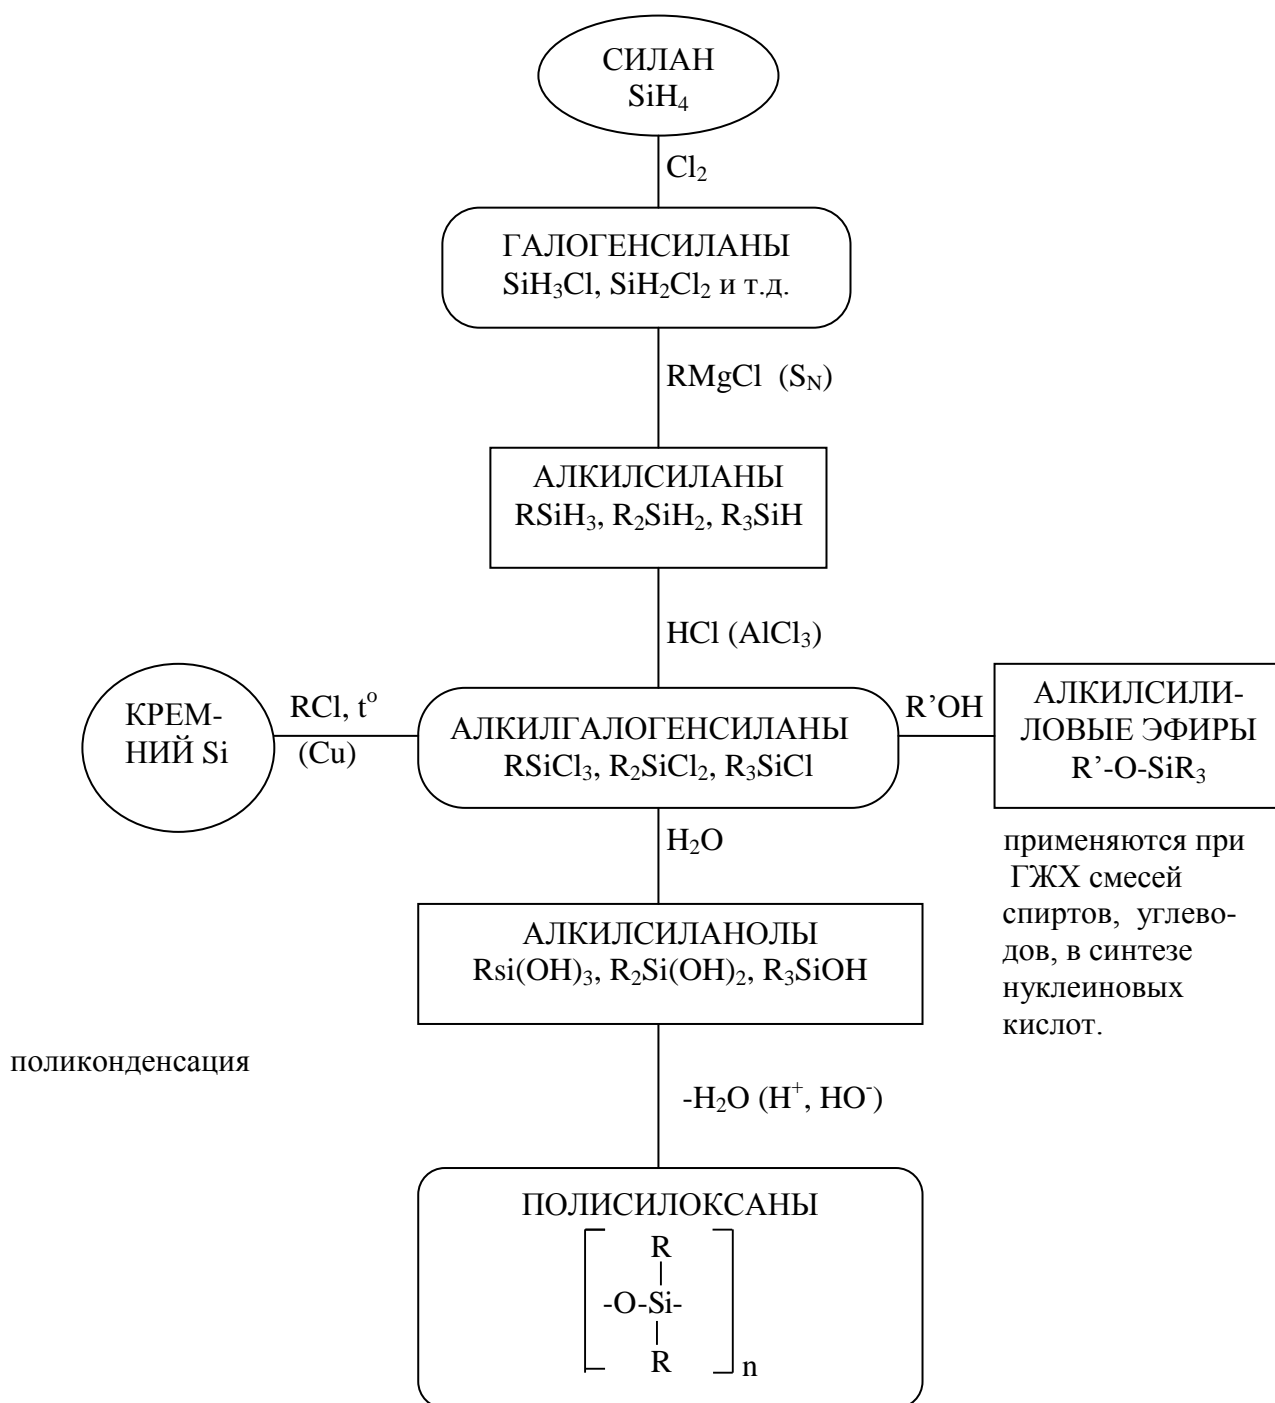 СИЛАН
SiH₄
Cl₂
ГАЛОГЕНСИЛАНЫ
SiH₃Cl, SiH₂Cl₂ и т.д.
RMgCl (S_N)
АЛКИЛСИЛАНЫ
RSiH₃, R₂SiH₂, R₃SiH
HCl (AlCl₃)
КРЕМ-
НИЙ Si
RCl, tº
(Cu)
АЛКИЛГАЛОГЕНСИЛАНЫ
RSiCl₃, R₂SiCl₂, R₃SiCl
R’OH
АЛКИЛСИЛИ-
ЛОВЫЕ ЭФИРЫ
R’-O-SiR₃
H₂O
применяются при
ГЖХ смесей
спиртов, углево-
дов, в синтезе
нуклеиновых
кислот.
АЛКИЛСИЛАНОЛЫ
Rsi(OH)₃, R₂Si(OH)₂, R₃SiOH
поликонденсация
-H₂O (H⁺, HO⁻)
ПОЛИСИЛОКСАНЫ
R
-O-Si-
R
n